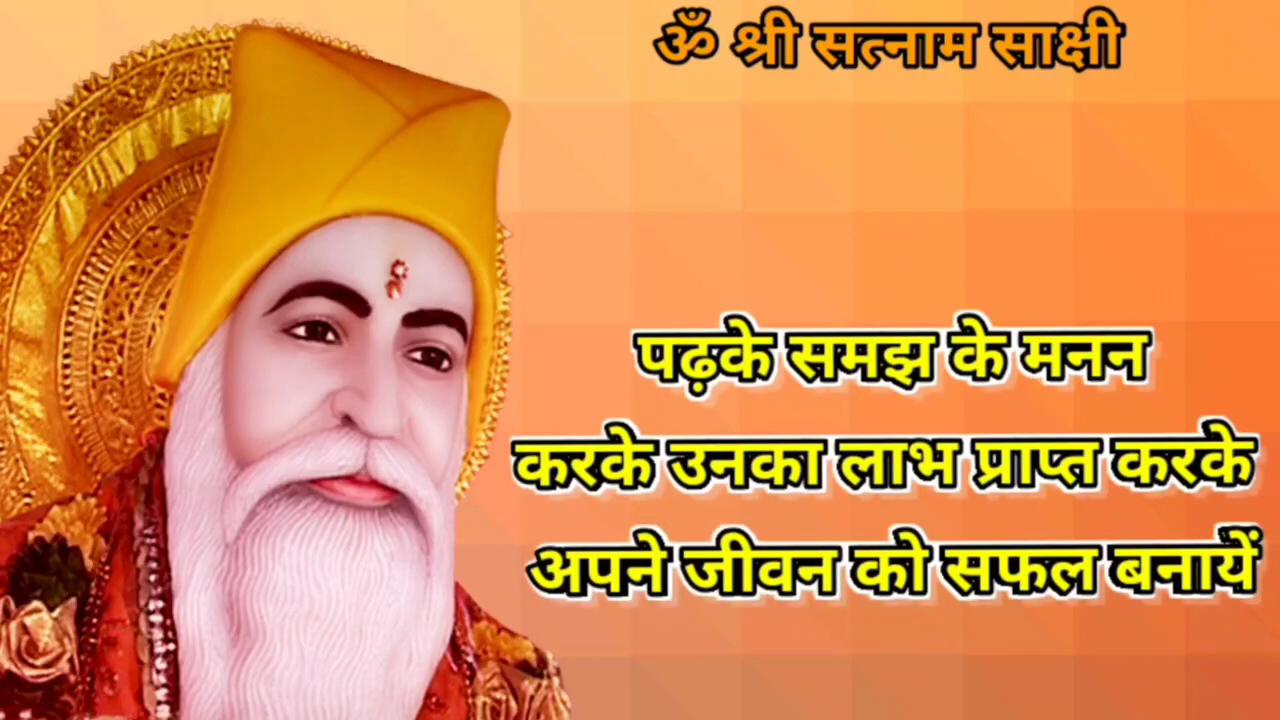 ॐ श्री सत्नाम साक्षी
पढ़के समझ के मनन
करके उनका लाभ प्राप्त करके
अपने जीवन को सफल बनायें